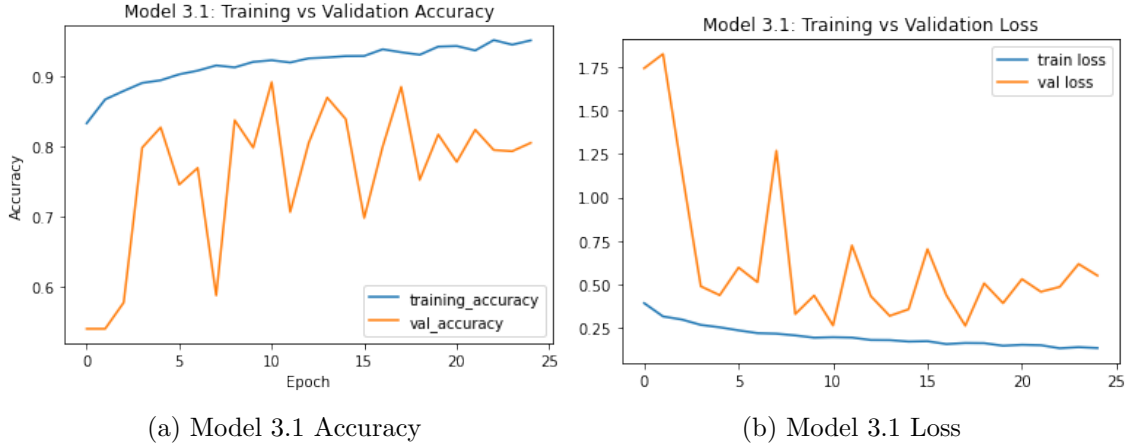 Model 3.1: Training vs Validation Accuracy
0.9
0.8
0.7
0.6
Accuracy
training_accuracy
val_accuracy
0 5 10 15 20 25
Epoch
(a) Model 3.1 Accuracy
Model 3.1: Training vs Validation Loss
train loss
val loss
1.75
1.50
1.25
1.00
0.75
0.50
0.25
0 5 10 15 20 25
(b) Model 3.1 Loss